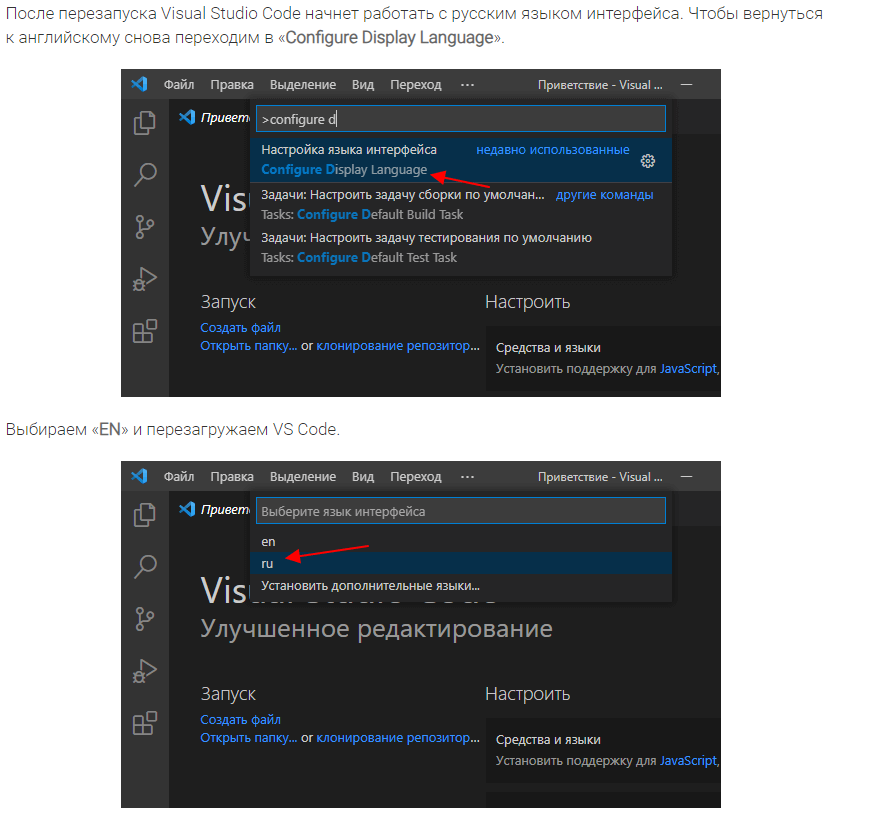 После перезапуска Visual Studio Code начнет работать с русским языком интерфейса. Чтобы вернуться
к английскому снова переходим в «Configure Display Language».
Файл Правка Выделение Вид Переход ··· Приветствие - Visual ...
>configure d
Настройка языка интерфейса недавно использованные
Configure Display Language
Задачи: Настроить задачу сборки по умолчан... другие команды
Tasks: Configure Default Build Task
Задачи: Настроить задачу тестирования по умолчанию
Tasks: Configure Default Test Task
Запуск Настроить
Создать файл
Открыть папку... or клонирование репозитор...
Средства и языки
Установить поддержку для JavaScript,
Выбираем «EN» и перезагружаем VS Code.
Файл Правка Выделение Вид Переход ··· Приветствие - Visual ...
Выберите язык интерфейса
en
ru
Установить дополнительные языки...
Улучшенное редактирование
Запуск Настроить
Создать файл
Открыть папку... or клонирование репозитор...
Средства и языки
Установить поддержку для JavaScript,